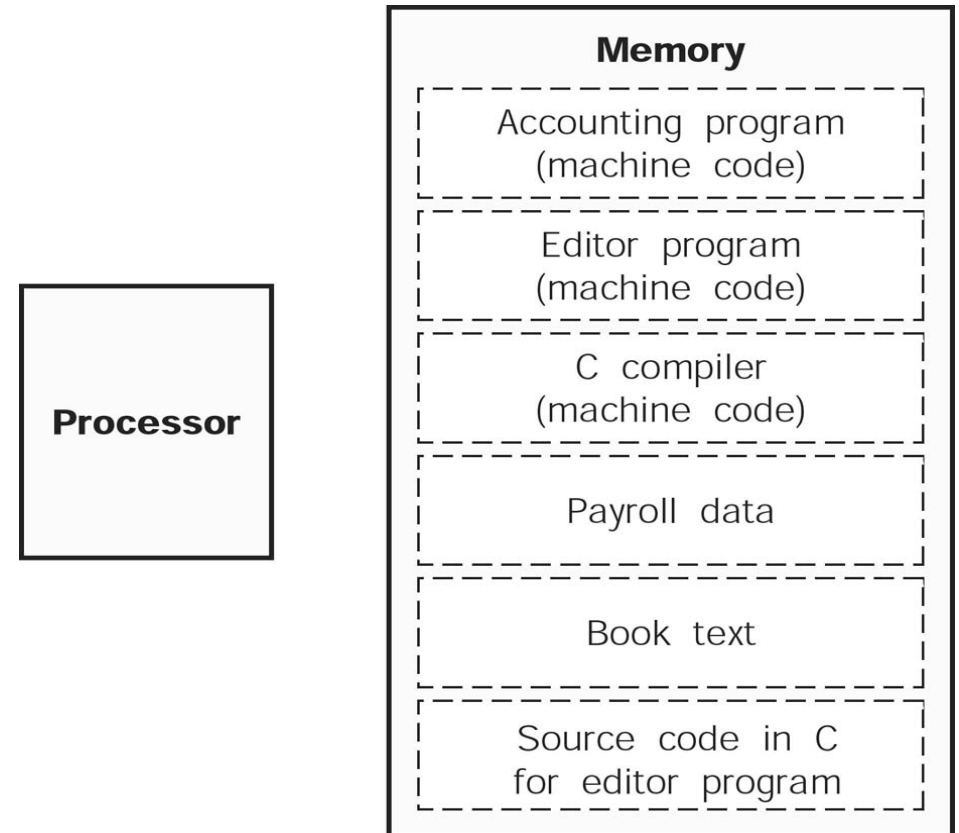 Memory
Accounting program
(machine code)
Editor program
(machine code)
C compiler
(machine code)
Processor
Payroll data
Book text
Source code in C
for editor program